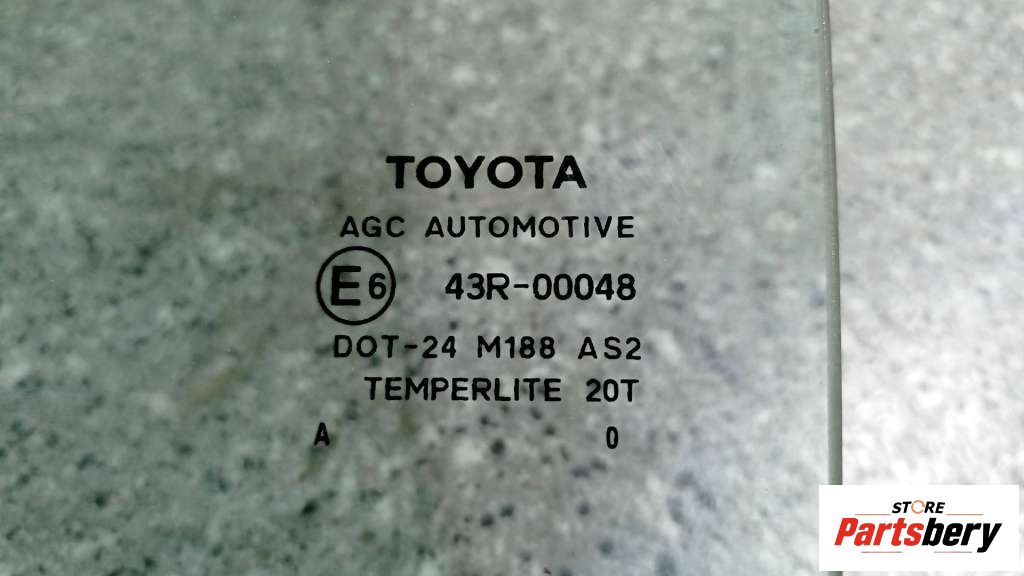 TOYOTA
AGC AUTOMOTIVE
E6 43R-00048
DOT-24 M188 AS2
TEMPERLITE 20T
A 0
STORE
Partsbery